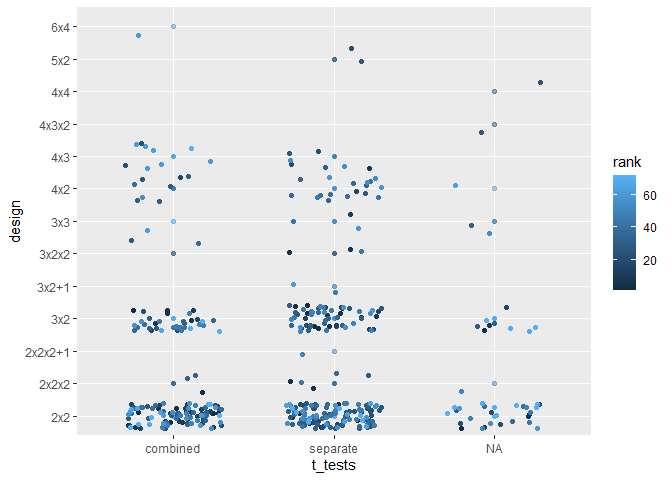 6x4
5x2
4x4
4x3x2
4x3
4x2
3x3
3x2x2
3x2+1
3x2
2x2x2+1
2x2x2
2x2
design
combined
separate
NA
t_tests
rank
60
40
20